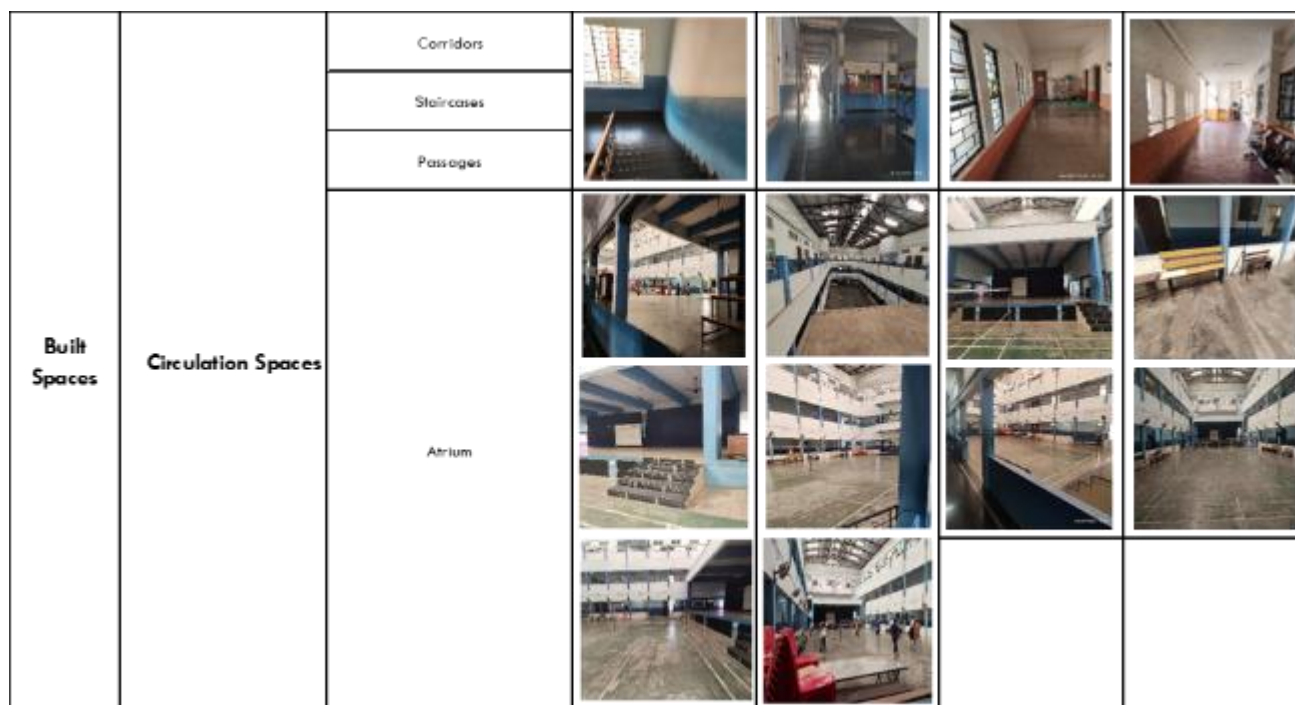 Corridors
Staircases
Passages
Built
Spaces
Circulation Spaces
Atrium